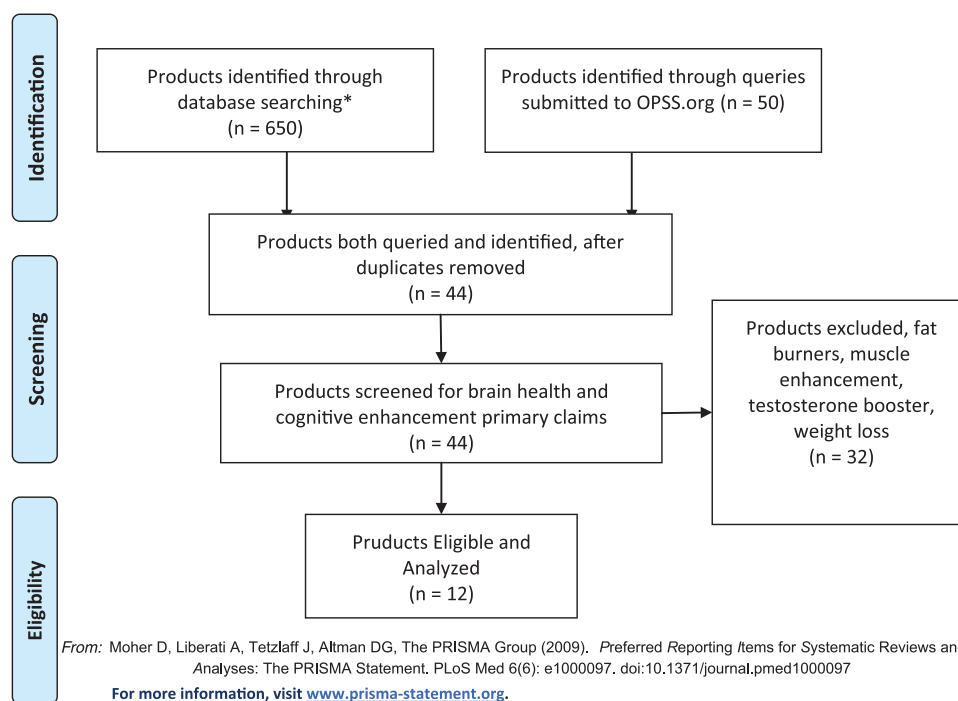 Identification
Products identified through
database searching*
(n = 650)
Products identified through queries
submitted to OPSS.org (n = 50)
Products both queried and identified, after
duplicates removed
(n = 44)
Screening
Products screened for brain health and
cognitive enhancement primary claims
(n = 44)
Products excluded, fat
burners, muscle
enhancement,
testosterone booster,
weight loss
(n = 32)
Eligibility
Pruducts Eligible and
Analyzed
(n = 12)
From: Moher D, Liberati A, Tetzlaff J, Altman DG, The PRISMA Group (2009). Preferred Reporting Items for Systematic Reviews an
Analyses: The PRISMA Statement. PLoS Med 6(6): e1000097. doi:10.1371/journal.pmed1000097
For more information, visit www.prisma-statement.org.